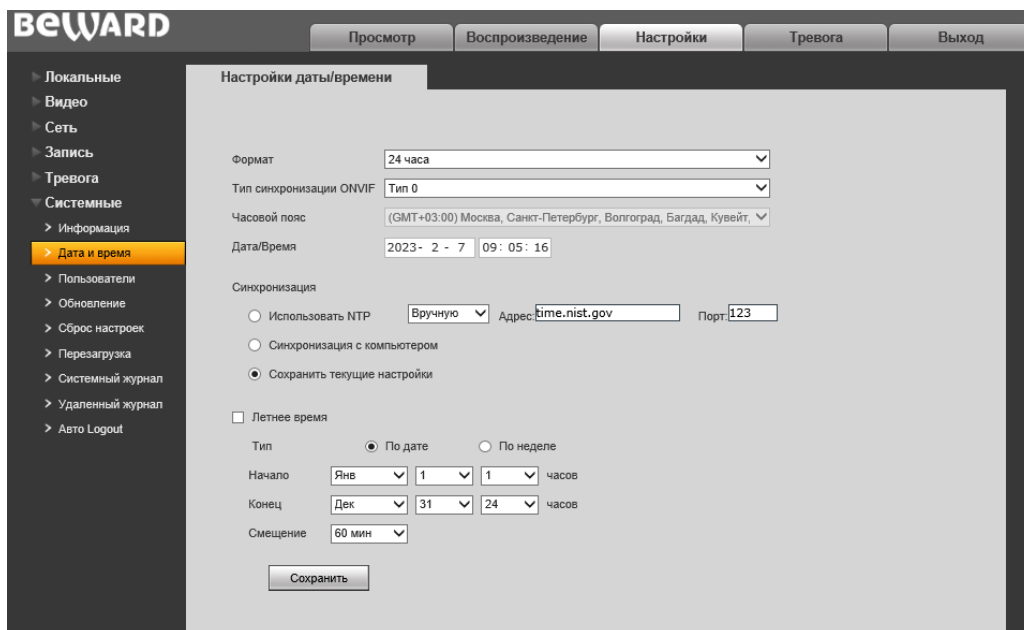 BEWARD
Просмотр Воспроизведение Настройки Тревога Выход
Локальные
Видео
Сеть
Запись
Тревога
Системные
Информация
Дата и время
Пользователи
Обновление
Сброс настроек
Перезагрузка
Системный журнал
Удаленный журнал
Авто Logout
Настройки даты/времени
Формат 24 часа
Тип синхронизации ONVIF Тип 0
Часовой пояс (GMT+03:00) Москва, Санкт-Петербург, Волгоград, Багдад, Кувейт,
Дата/Время 2023- 2 - 7 09: 05: 16
Синхронизация
Использовать NTP Вручную Адрес: time.nist.gov Порт: 123
Синхронизация с компьютером
Сохранить текущие настройки
Летнее время
Тип По дате По неделе
Начало Янв 1 1 часов
Конец Дек 31 24 часов
Смещение 60 мин
Сохранить